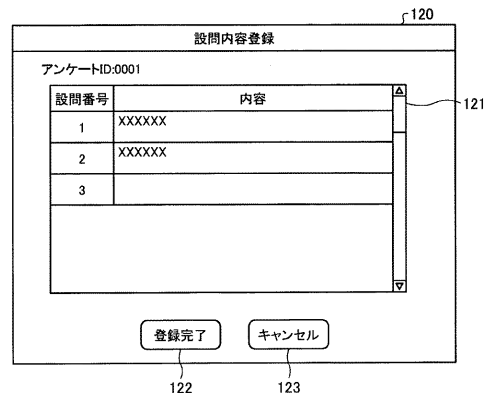 120
設問内容登録
アンケートID:0001
設問番号 内容
121
1 XXXXXX
2 XXXXXX
3
登録完了 キャンセル
122 123